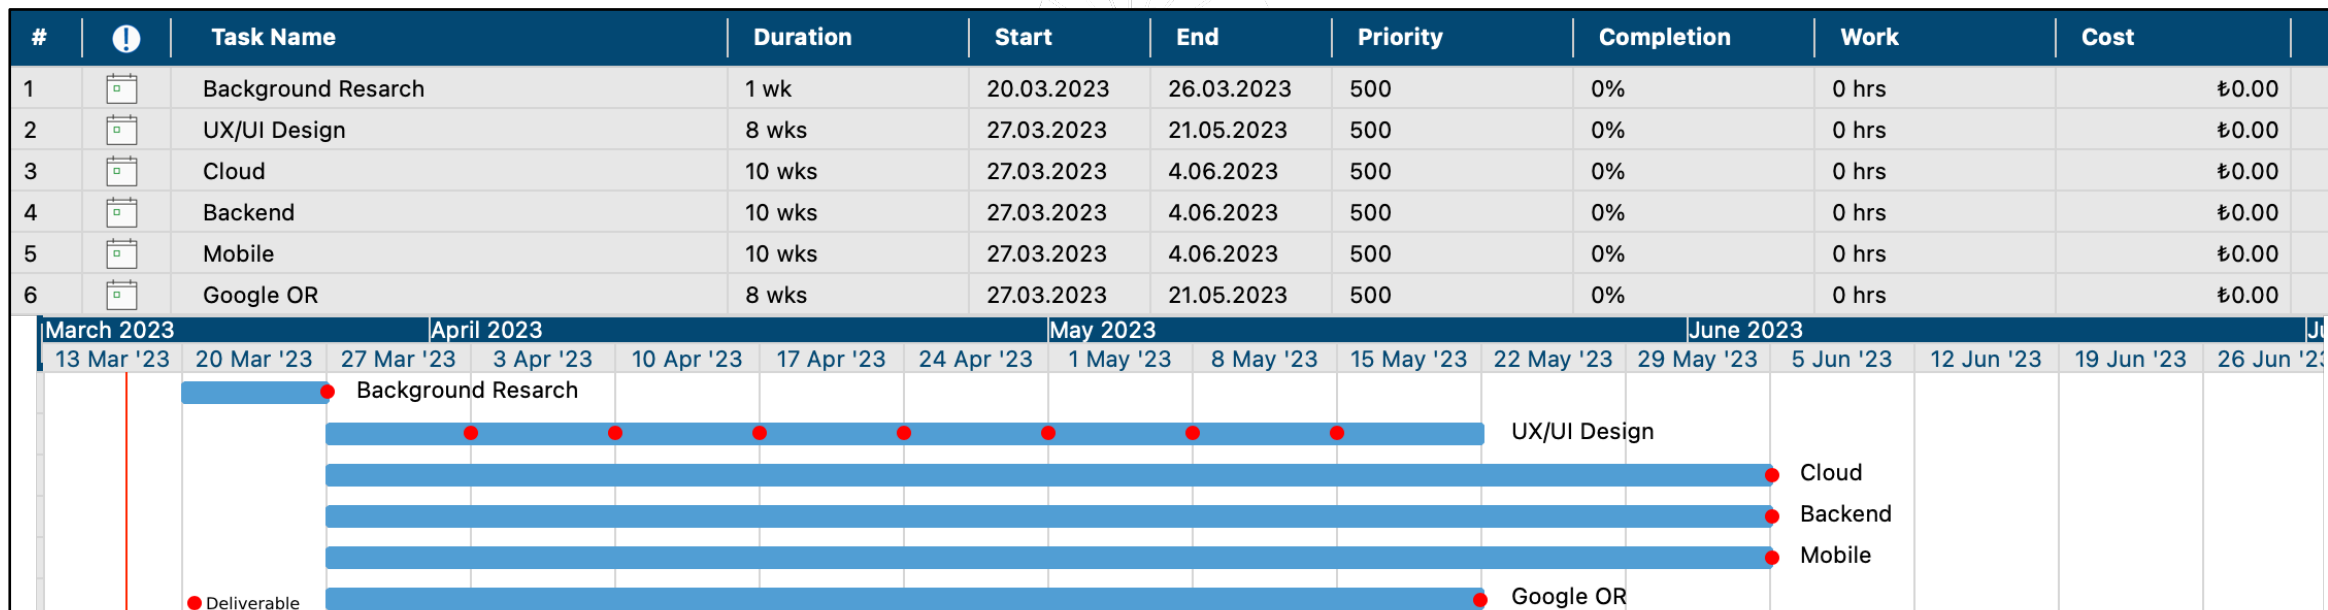 # ! Task Name Duration Start End Priority Completion Work Cost
1 Background Resarch 1 wk 20.03.2023 26.03.2023 500 0% 0 hrs ₺0.00
2 UX/UI Design 8 wks 27.03.2023 21.05.2023 500 0% 0 hrs ₺0.00
3 Cloud 10 wks 27.03.2023 4.06.2023 500 0% 0 hrs ₺0.00
4 Backend 10 wks 27.03.2023 4.06.2023 500 0% 0 hrs ₺0.00
5 Mobile 10 wks 27.03.2023 4.06.2023 500 0% 0 hrs ₺0.00
6 Google OR 8 wks 27.03.2023 21.05.2023 500 0% 0 hrs ₺0.00
March 2023 April 2023 May 2023 June 2023
13 Mar '23 20 Mar '23 27 Mar '23 3 Apr '23 10 Apr '23 17 Apr '23 24 Apr '23 1 May '23 8 May '23 15 May '23 22 May '23 29 May '23 5 Jun '23 12 Jun '23 19 Jun '23 26 Jun '23
Background Resarch
UX/UI Design
Cloud
Backend
Mobile
Google OR
Deliverable